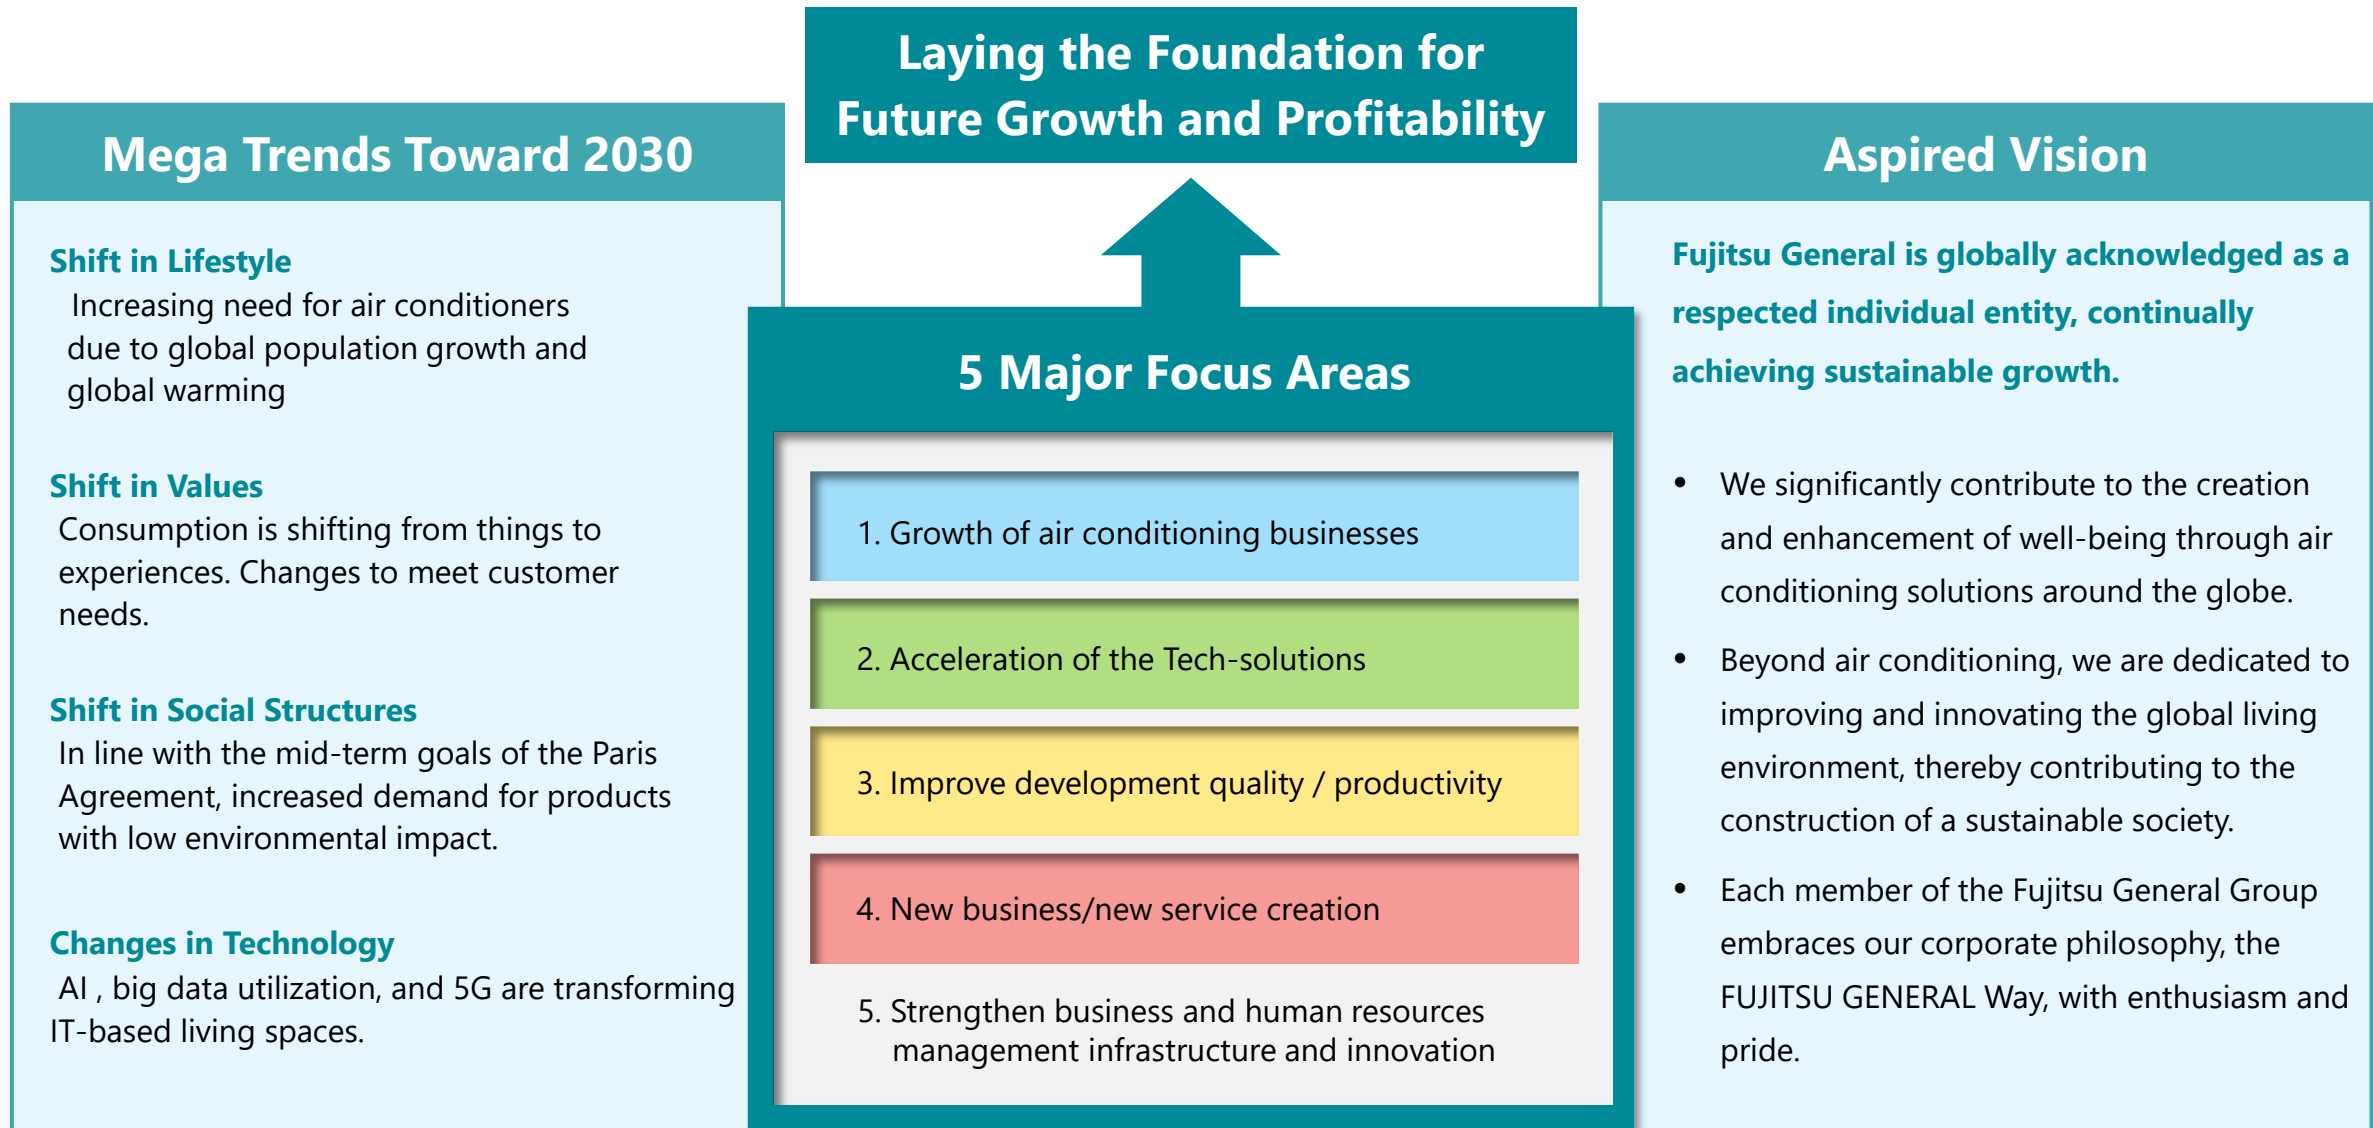 Laying the Foundation for
Future Growth and Profitability
Mega Trends Toward 2030
Shift in Lifestyle
Increasing need for air conditioners
due to global population growth and
global warming
Shift in Values
Consumption is shifting from things to
experiences. Changes to meet customer
needs.
Shift in Social Structures
In line with the mid-term goals of the Paris
Agreement, increased demand for products
with low environmental impact.
Changes in Technology
AI , big data utilization, and 5G are transforming
IT-based living spaces.
5 Major Focus Areas
1. Growth of air conditioning businesses
2. Acceleration of the Tech-solutions
3. Improve development quality / productivity
4. New business/new service creation
5. Strengthen business and human resources
management infrastructure and innovation
Aspired Vision
Fujitsu General is globally acknowledged as a
respected individual entity, continually
achieving sustainable growth.
• We significantly contribute to the creation
and enhancement of well-being through air
conditioning solutions around the globe.
• Beyond air conditioning, we are dedicated to
improving and innovating the global living
environment, thereby contributing to the
construction of a sustainable society.
• Each member of the Fujitsu General Group
embraces our corporate philosophy, the
FUJITSU GENERAL Way, with enthusiasm and
pride.